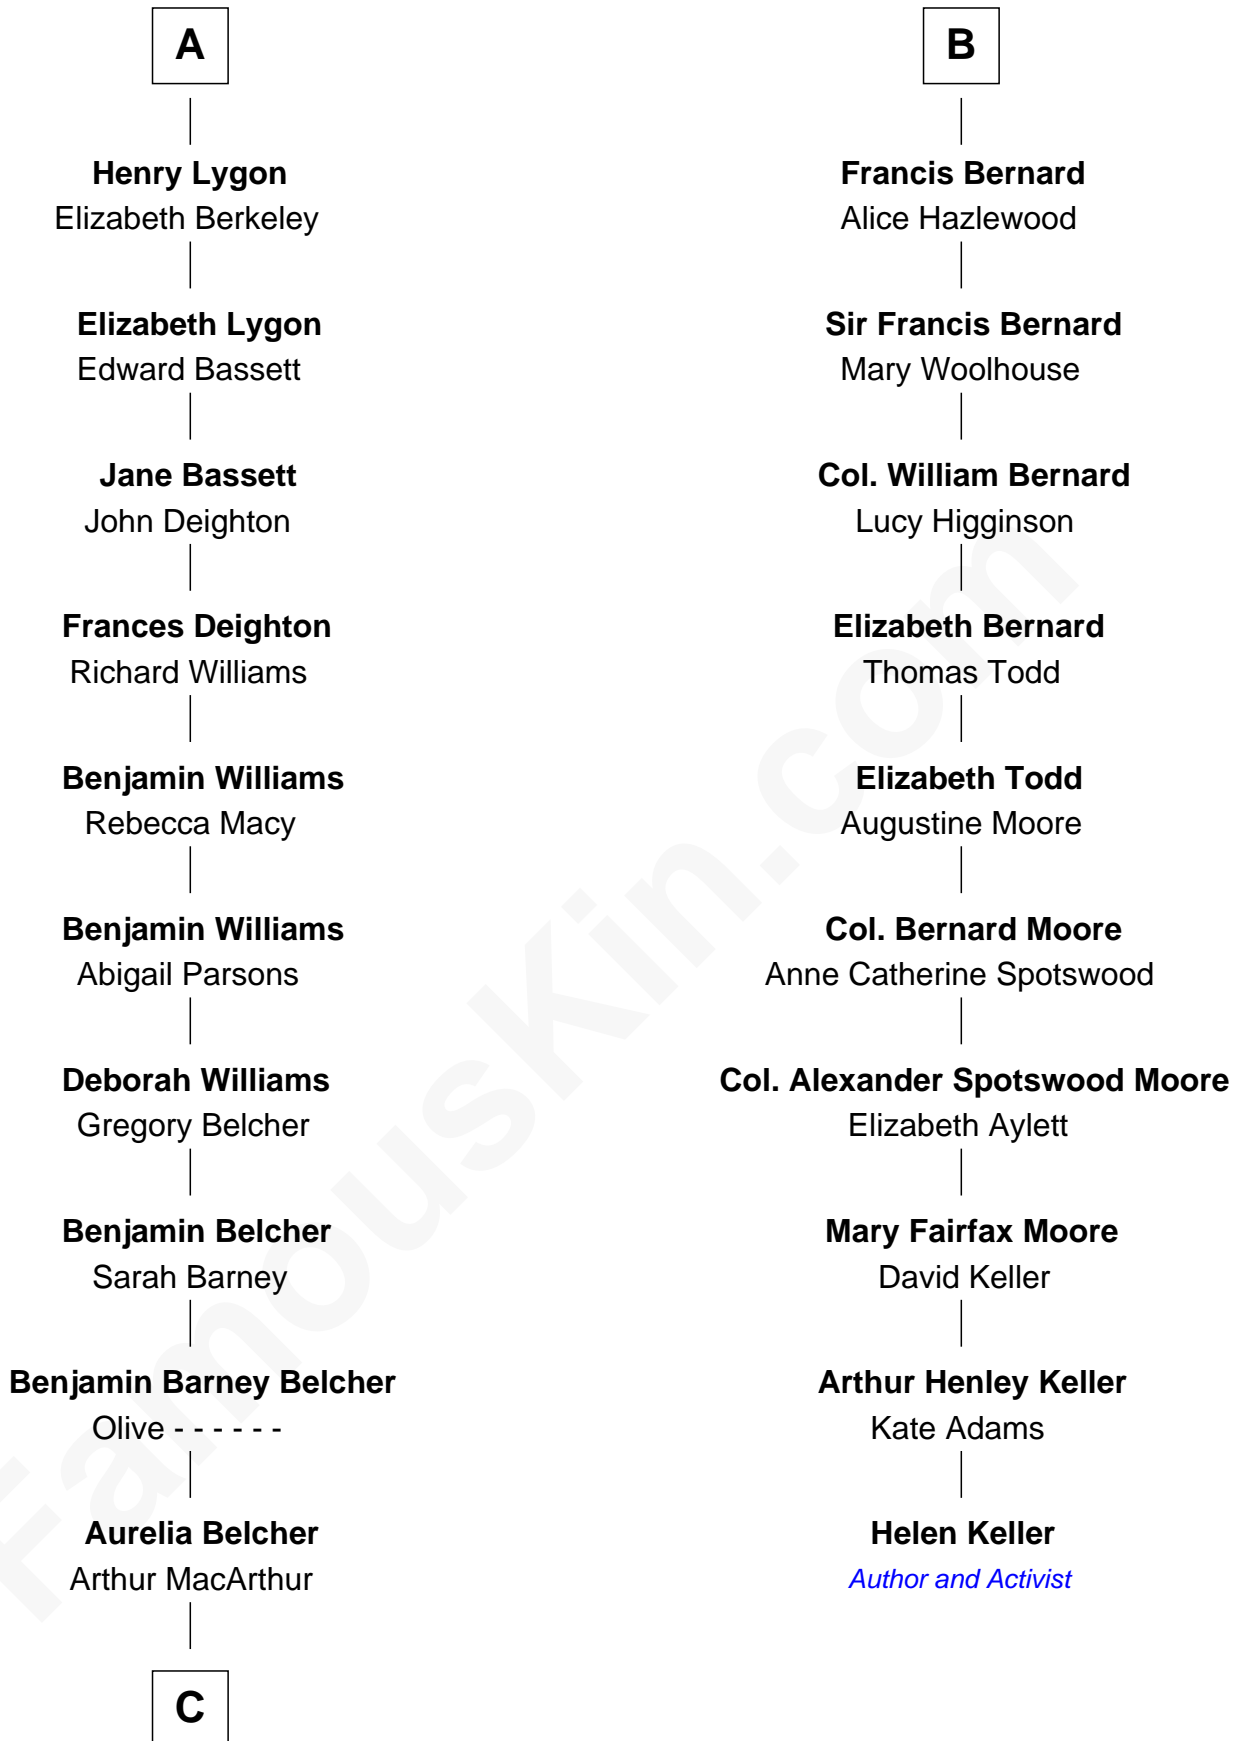 A
Henry Lygon
Elizabeth Berkeley
Elizabeth Lygon
Edward Bassett
Jane Bassett
John Deighton
Frances Deighton
Richard Williams
Benjamin Williams
Rebecca Macy
Benjamin Williams
Abigail Parsons
Deborah Williams
Gregory Belcher
Benjamin Belcher
Sarah Barney
Benjamin Barney Belcher
Olive - - - - - -
Aurelia Belcher
Arthur MacArthur
C
B
Francis Bernard
Alice Hazlewood
Sir Francis Bernard
Mary Woolhouse
Col. William Bernard
Lucy Higginson
Elizabeth Bernard
Thomas Todd
Elizabeth Todd
Augustine Moore
Col. Bernard Moore
Anne Catherine Spotswood
Col. Alexander Spotswood Moore
Elizabeth Aylett
Mary Fairfax Moore
David Keller
Arthur Henley Keller
Kate Adams
Helen Keller
Author and Activist
FamousKin.com